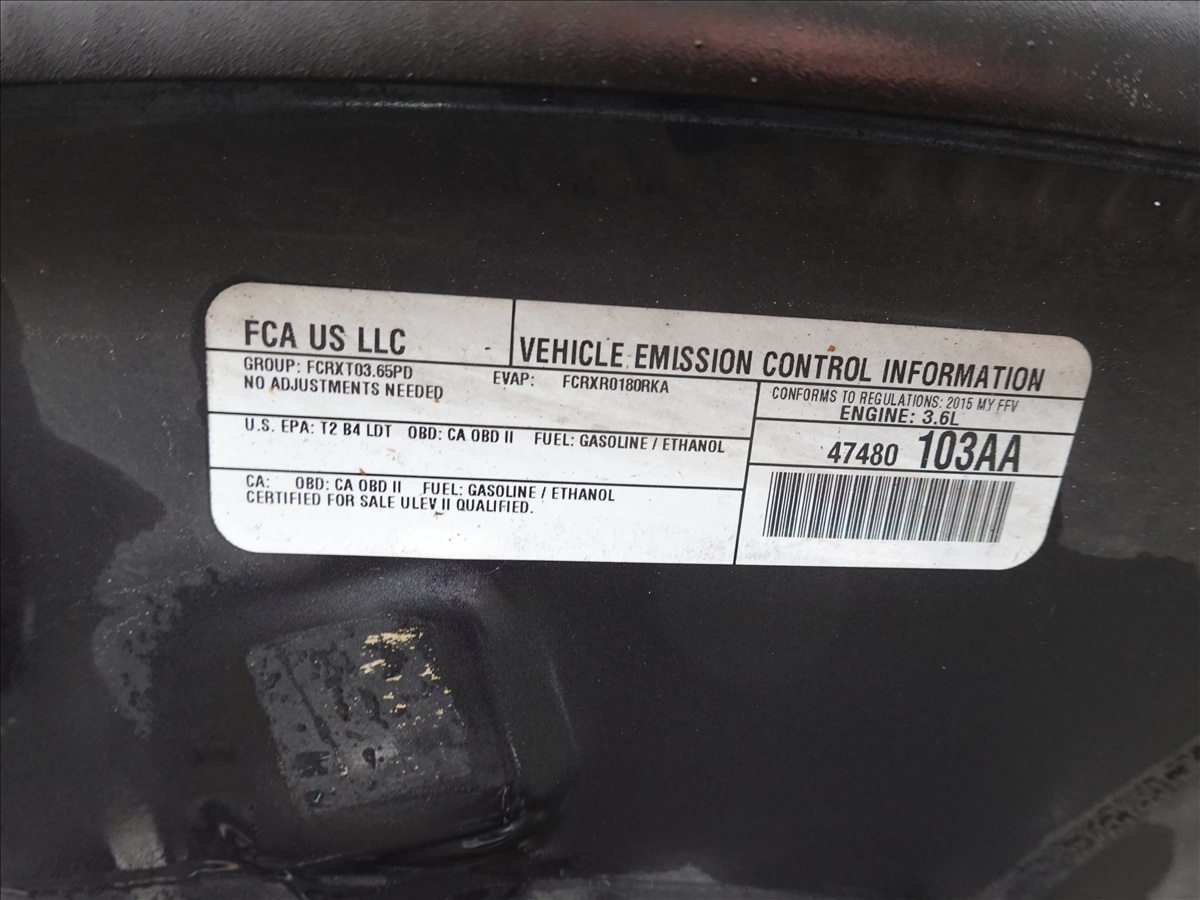 FCA US LLC
VEHICLE EMISSION CONTROL INFORMATION
GROUP: FCRXT03.65PD
EVAP: FCRXR0180RKA
NO ADJUSTMENTS NEEDED
CONFORMS TO REGULATIONS: 2015 MY FFV
ENGINE: 3.6L
U.S. EPA: T2 B4 LDT OBD: CA OBD II FUEL: GASOLINE / ETHANOL
47480 103AA
CA: OBD: CA OBD II FUEL: GASOLINE / ETHANOL
CERTIFIED FOR SALE ULEV II QUALIFIED.